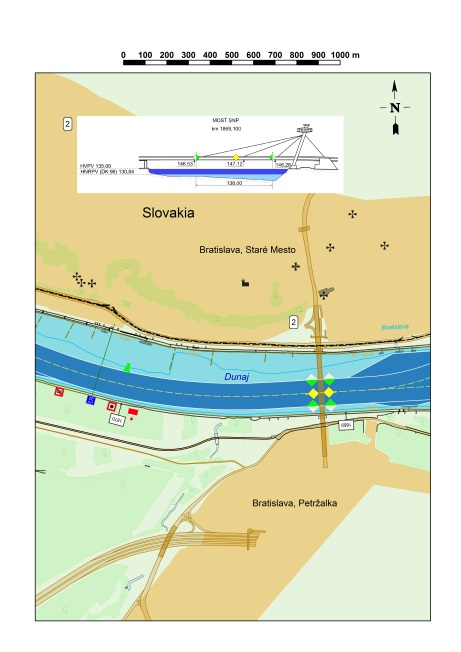 0 100 200 300 400 500 600 700 800 900 1000 m
N
2
MOST SNP
km 1869,100
146.53 147.12 146.28
HVPV 135,00
HNRPV (DK 96) 130,84
138,00
Slovakia
Bratislava, Staré Mesto
2
Bratislava
Dunaj
Bratislava, Petržalka